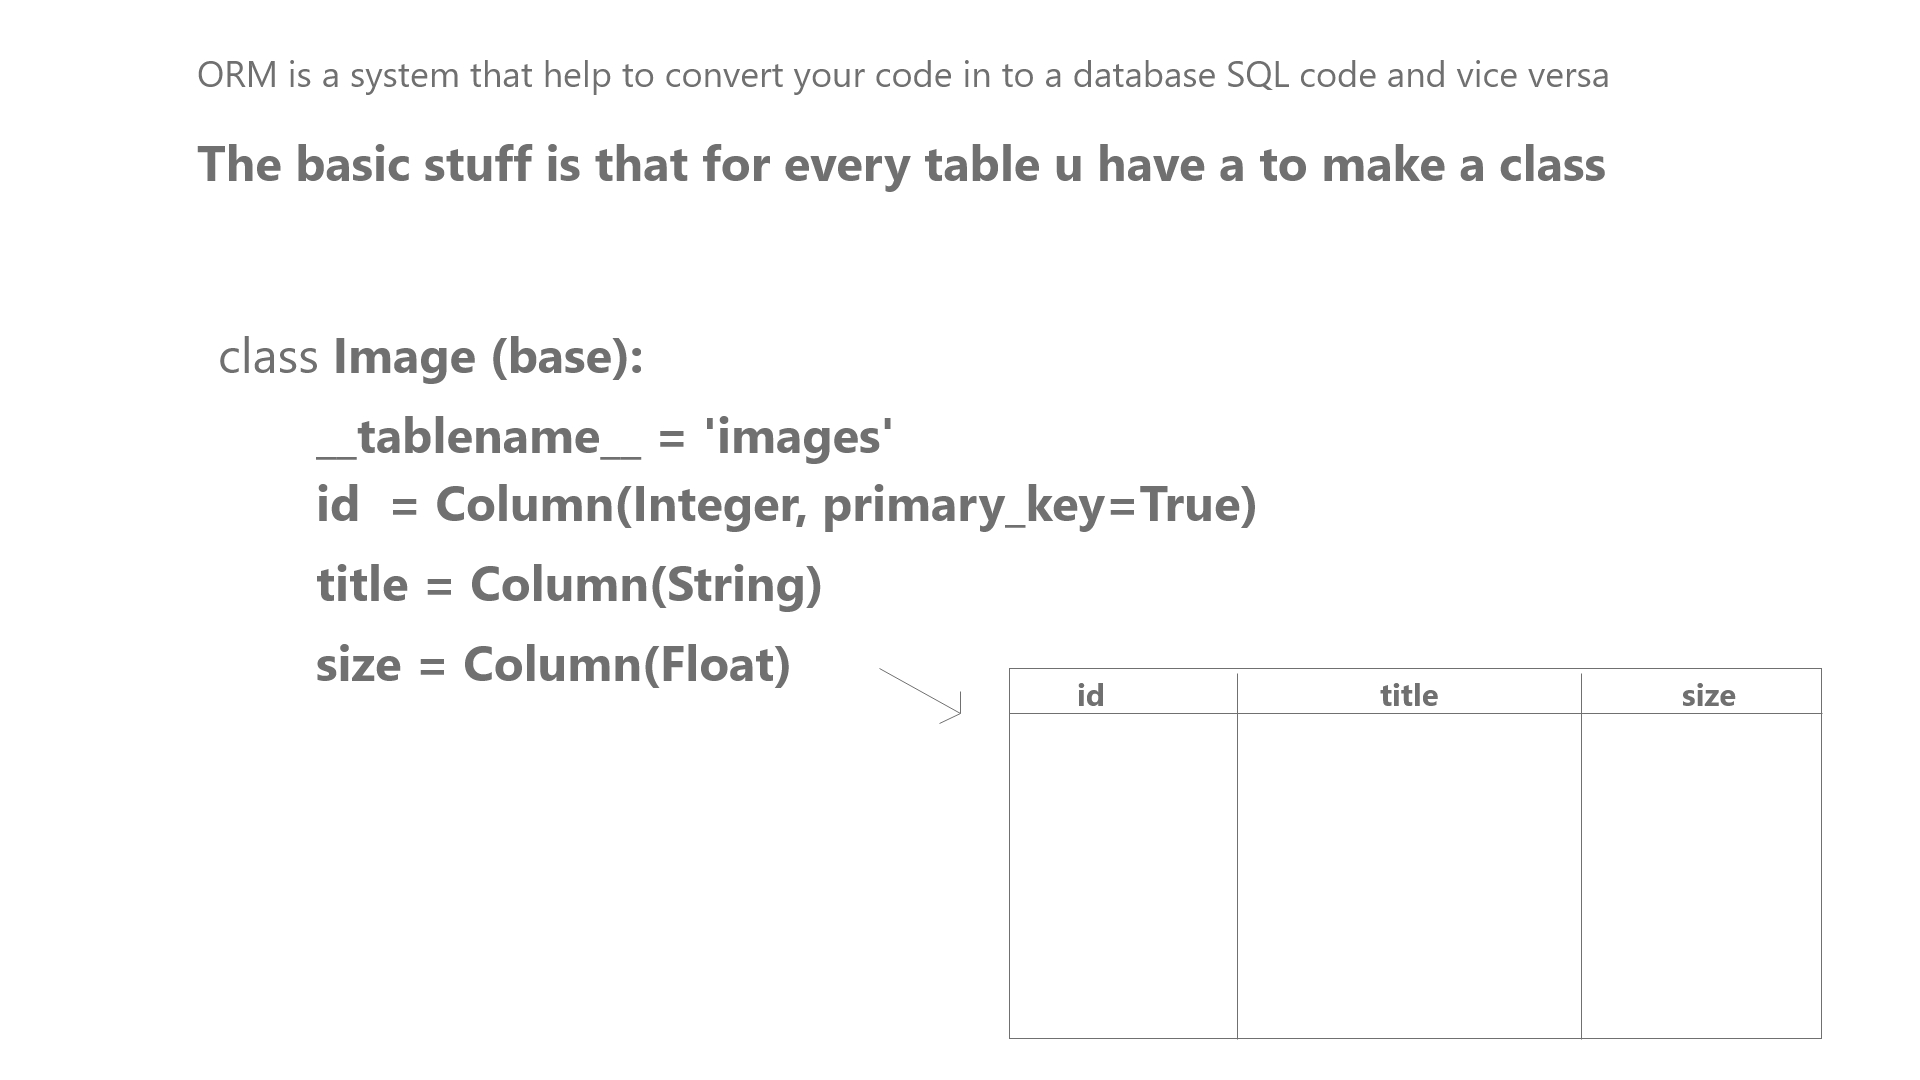 ORM is a system that help to convert your code in to a database SQL code and vice versa
The basic stuff is that for every table u have a to make a class
class Image (base):
__tablename__ = 'images'
id  = Column(Integer, primary_key=True)
title = Column(String)
size = Column(Float)
id title size